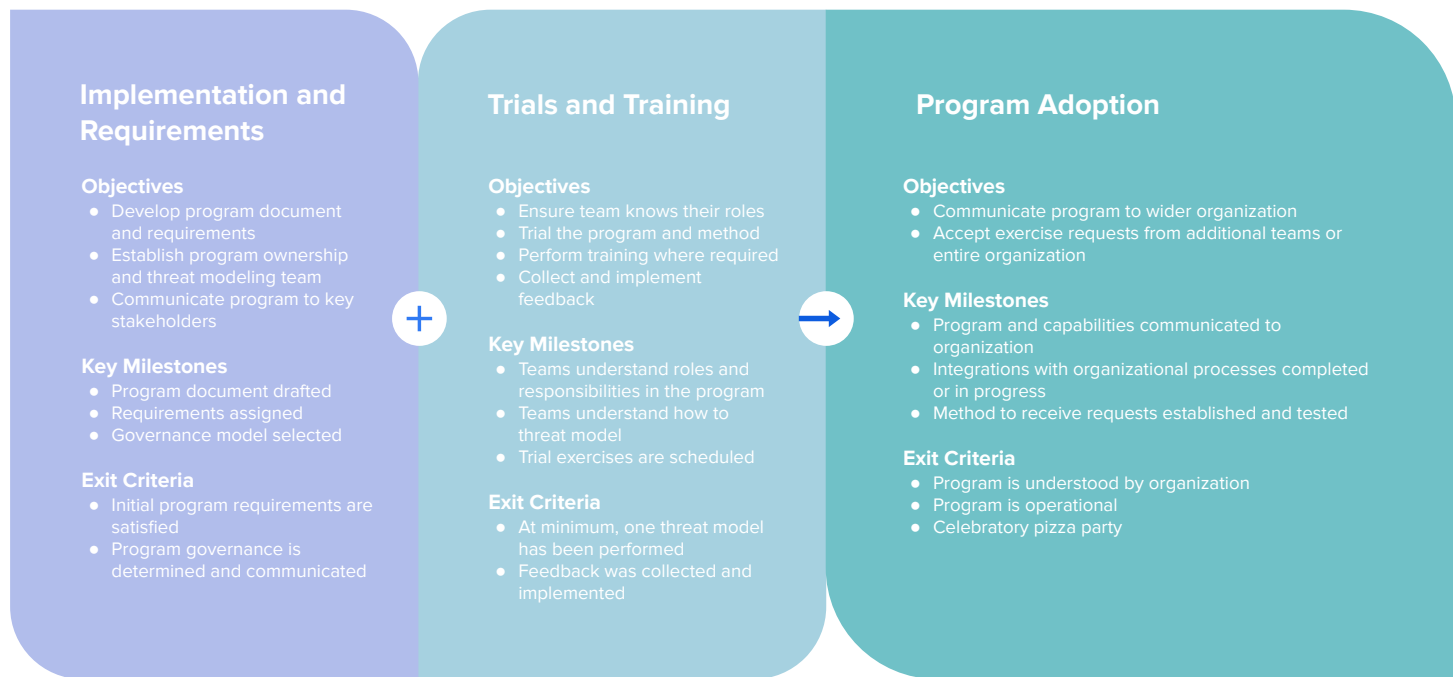 Implementation and
Requirements
Objectives
● Develop program document
and requirements
● Establish program ownership
and threat modeling team
● Communicate program to key
stakeholders
Key Milestones
● Program document drafted
● Requirements assigned
● Governance model selected
Exit Criteria
● Initial program requirements are
satisfied
● Program governance is
determined and communicated
+
Trials and Training
Objectives
● Ensure team knows their roles
● Trial the program and method
● Perform training where required
● Collect and implement
feedback
Key Milestones
● Teams understand roles and
responsibilities in the program
● Teams understand how to
threat model
● Trial exercises are scheduled
Exit Criteria
● At minimum, one threat model
has been performed
● Feedback was collected and
implemented
Program Adoption
Objectives
● Communicate program to wider organization
● Accept exercise requests from additional teams or
entire organization
Key Milestones
● Program and capabilities communicated to
organization
● Integrations with organizational processes completed
or in progress
● Method to receive requests established and tested
Exit Criteria
● Program is understood by organization
● Program is operational
● Celebratory pizza party